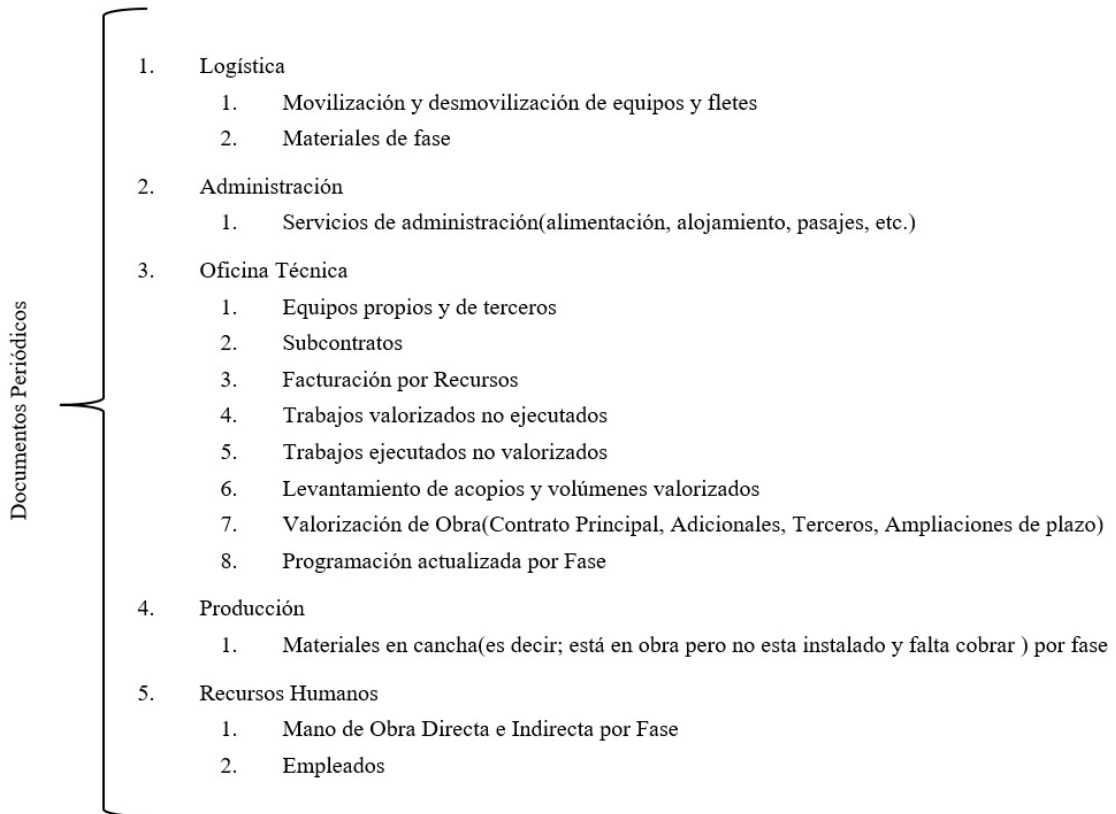 Documentos Periódicos
1. Logística
1. Movilización y desmovilización de equipos y fletes
2. Materiales de fase
2. Administración
1. Servicios de administración(alimentación, alojamiento, pasajes, etc.)
3. Oficina Técnica
1. Equipos propios y de terceros
2. Subcontratos
3. Facturación por Recursos
4. Trabajos valorizados no ejecutados
5. Trabajos ejecutados no valorizados
6. Levantamiento de acopios y volúmenes valorizados
7. Valorización de Obra(Contrato Principal, Adicionales, Terceros, Ampliaciones de plazo)
8. Programación actualizada por Fase
4. Producción
1. Materiales en cancha(es decir; está en obra pero no esta instalado y falta cobrar ) por fase
5. Recursos Humanos
1. Mano de Obra Directa e Indirecta por Fase
2. Empleados